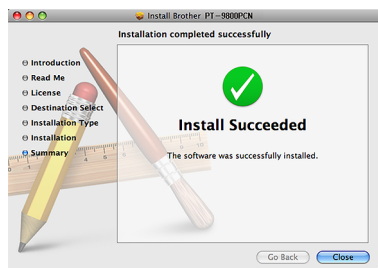 Install Brother PT-9800PCN
Installation completed successfully
Introduction
Read Me
License
Destination Select
Installation Type
Installation
Summary
Install Succeeded
The software was successfully installed.
Go Back
Close